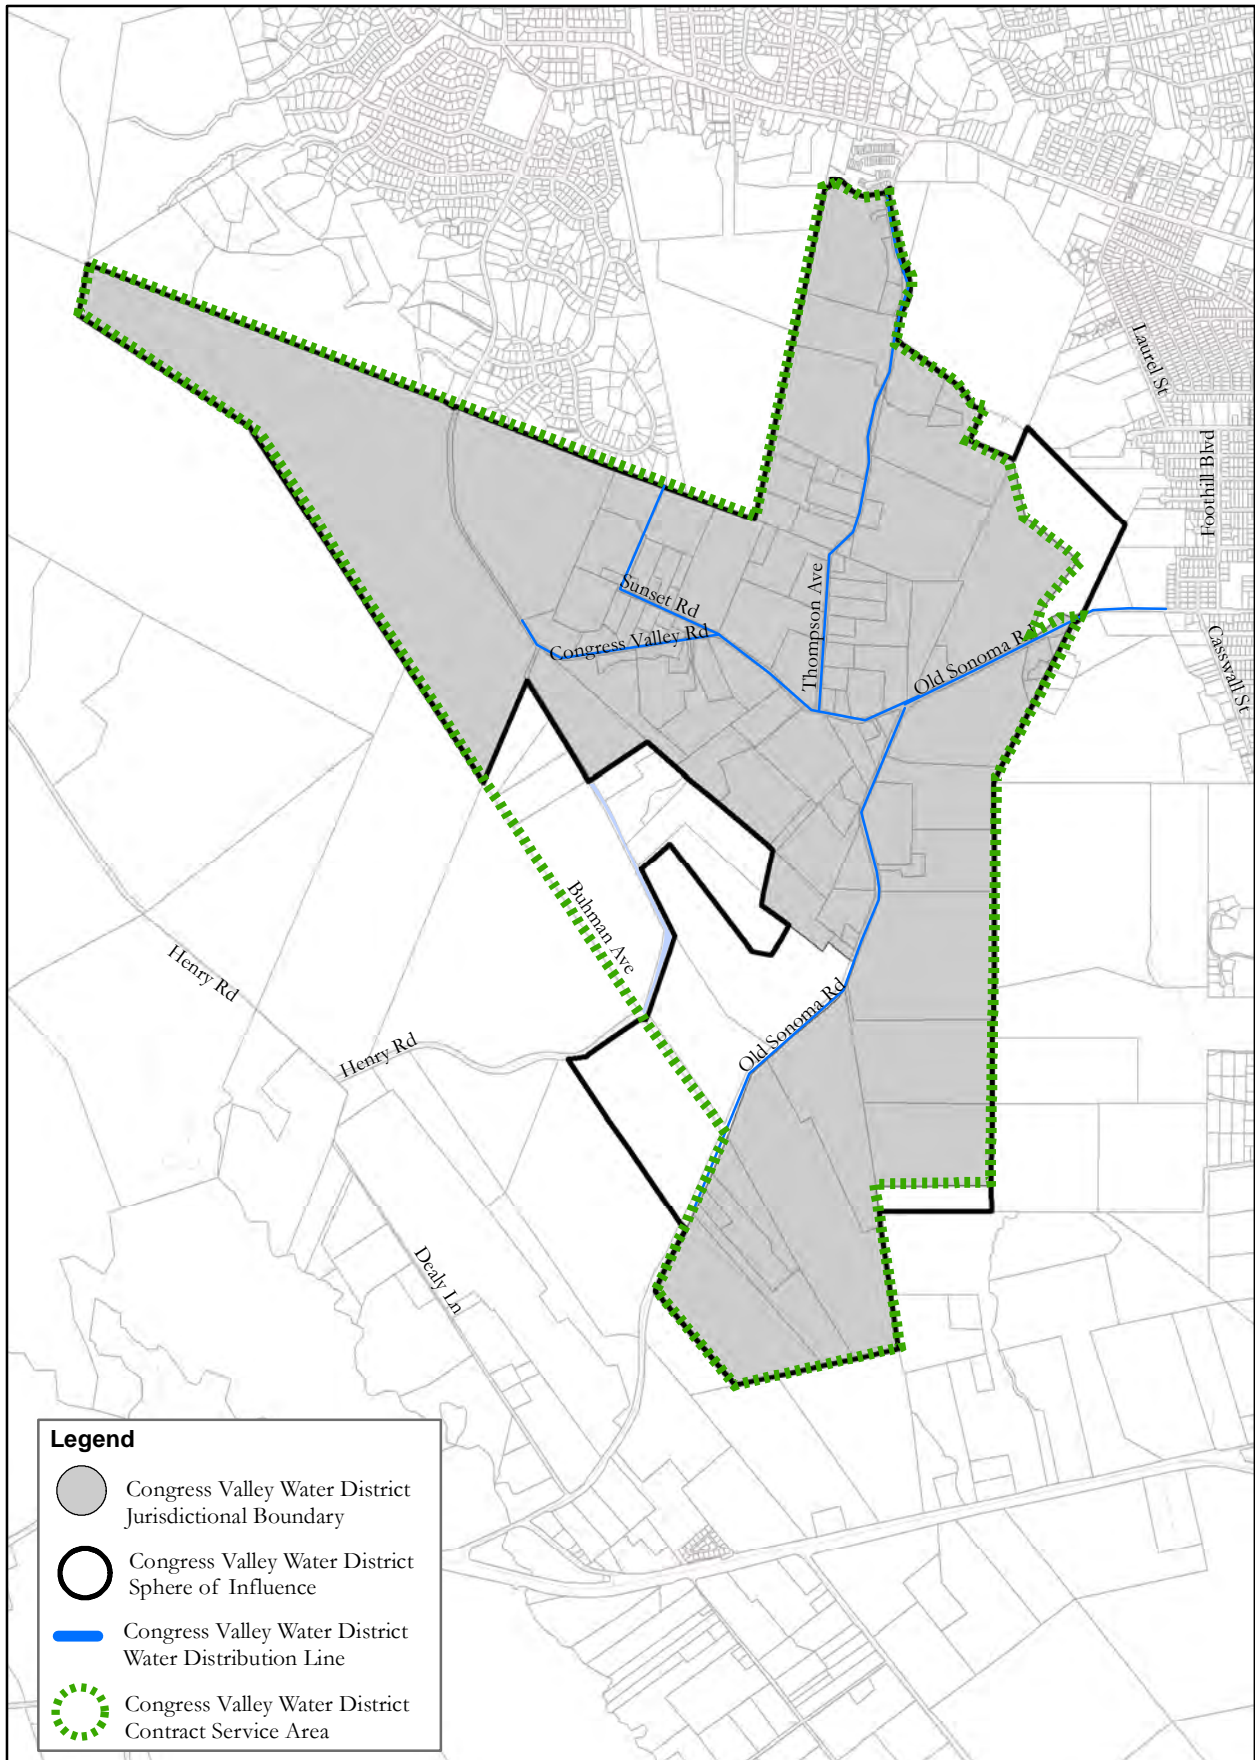 Laurel St
Foothill Blvd
Sunset Rd
Congress Valley Rd
Thompson Ave
Old Sonoma Rd
Casswall St
Buhman Ave
Henry Rd
Old Sonoma Rd
Henry Rd
Dealy Ln
Legend
Congress Valley Water District
Jurisdictional Boundary
Congress Valley Water District
Sphere of Influence
Congress Valley Water District
Water Distribution Line
Congress Valley Water District
Contract Service Area